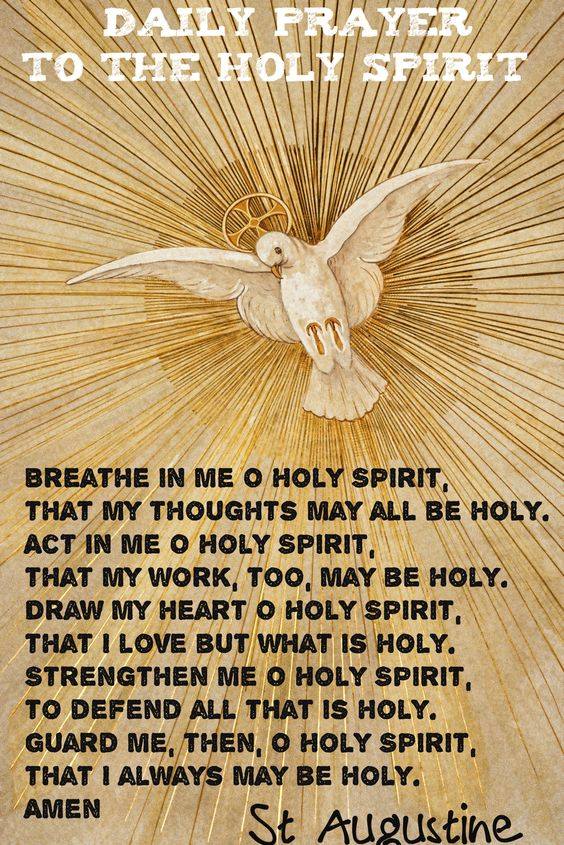 DAILY PRAYER
TO THE HOLY SPIRIT
BREATHE IN ME O HOLY SPIRIT,
THAT MY THOUGHTS MAY ALL BE HOLY.
ACT IN ME O HOLY SPIRIT,
THAT MY WORK, TOO, MAY BE HOLY.
DRAW MY HEART O HOLY SPIRIT,
THAT I LOVE BUT WHAT IS HOLY.
STRENGTHEN ME O HOLY SPIRIT,
TO DEFEND ALL THAT IS HOLY.
GUARD ME, THEN, O HOLY SPIRIT,
THAT I ALWAYS MAY BE HOLY.
AMEN
St Augustine